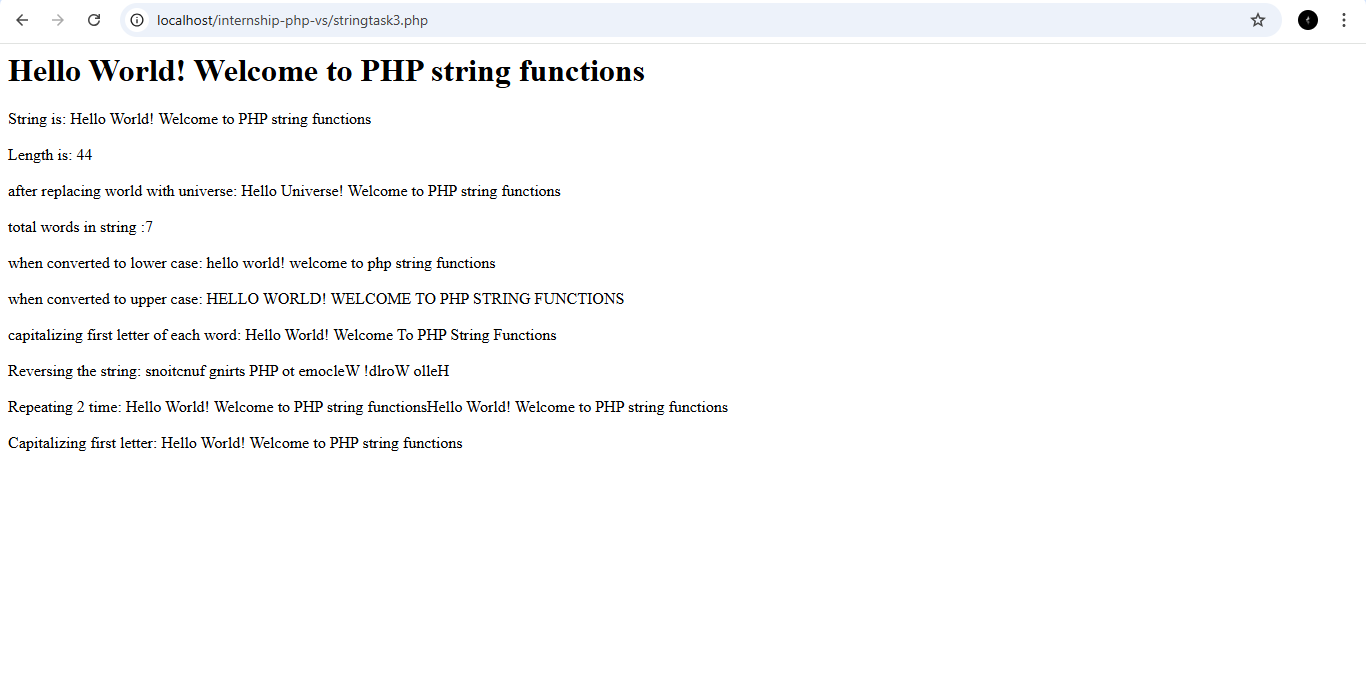 localhost/internship-php-vs/stringtask3.php
Hello World! Welcome to PHP string functions
String is: Hello World! Welcome to PHP string functions
Length is: 44
after replacing world with universe: Hello Universe! Welcome to PHP string functions
total words in string :7
when converted to lower case: hello world! welcome to php string functions
when converted to upper case: HELLO WORLD! WELCOME TO PHP STRING FUNCTIONS
capitalizing first letter of each word: Hello World! Welcome To PHP String Functions
Reversing the string: snoitcnuf gnirts PHP ot emocleW !dlroW olleH
Repeating 2 time: Hello World! Welcome to PHP string functionsHello World! Welcome to PHP string functions
Capitalizing first letter: Hello World! Welcome to PHP string functions